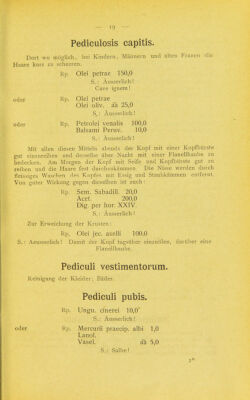 — 19 —
Pediculosis capitis.
Dort wo möglich, bei Kindern, Männern und alten Frauen die
Haare kurz zu scheeren.
Rp. Olei petrae 150,0
S.: Äusserlich!
Cave ignem!
oder Rp. Olei petrae
Olei oliv. āā 25,0
S.: Äusserlich!
oder Rp. Petrolei venalis 100,0
Balsami Peruv. 10,0
S.: Äusserlich!
Mit allen diesen Mitteln abends der Kopf mit einer Kopfbürste
gut einzuölen und derselbe über Nacht mit einer Flanellhaube zu
bedecken. Am Morgen der Kopf mit Seife und Kopfbürste gut zu
reiben und die Haare fest durchzukämmen. Die Nisse werden durch
fleissiges Waschen des Kopfes mit Essig und Staubkämmen entfernt.
Von guter Wirkung gegen dieselben ist auch:
Rp. Sem. Sabadill. 20,0
Acet. 200,0
Dig. per hor. XXIV.
S.: Äusserlich!
Zur Erweichung der Krusten:
Rp. Olei jec. aselli 100,0
S.: Aeusserlich! Damit der Kopf tagsüber einzuölen, darüber eine
Flanellhaube.
Pediculi vestimentorum.
Reinigung der Kleider; Bäder.
Pediculi pubis.
Rp. Ungu. cinerei 10,0
S.: Äusserlich!
oder Rp. Mercurii praecip. albi 1,0
Lanol.
Vasel. āā 5,0
S.: Salbe!
2*